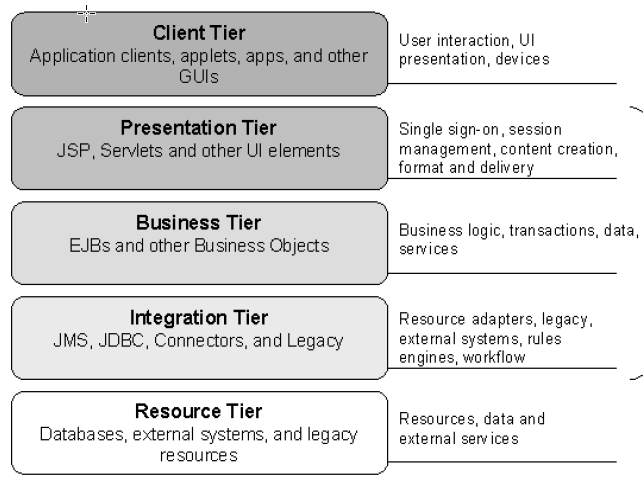 Client Tier
Application clients, applets, apps, and other
GUIs
User interaction, UI
presentation, devices
Presentation Tier
JSP, Servlets and other UI elements
Single sign-on, session
management, content creation,
format and delivery
Business Tier
EJBs and other Business Objects
Business logic, transactions, data,
services
Integration Tier
JMS, JDBC, Connectors, and Legacy
Resource adapters, legacy,
external systems, rules
engines, workflow
Resource Tier
Databases, external systems, and legacy
resources
Resources, data and
external services